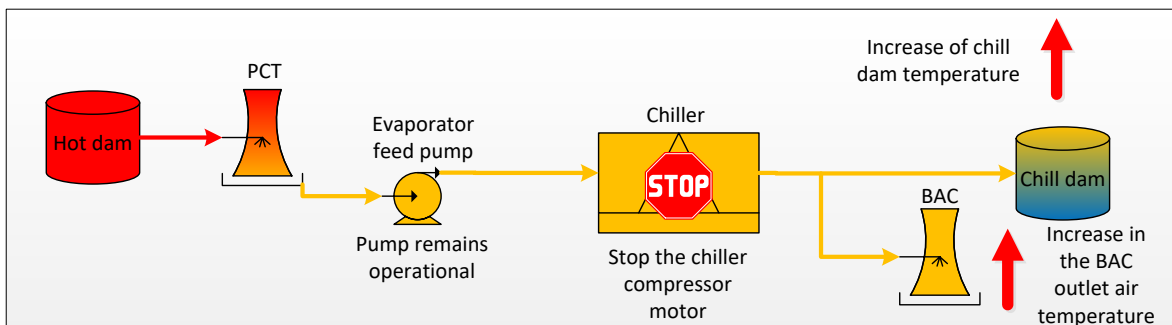 Increase of chill
dam temperature
PCT
Hot dam
Evaporator
feed pump
Chiller
STOP
Chill dam
BAC
Pump remains
operational
Stop the chiller
compressor
motor
Increase in
the BAC
outlet air
temperature